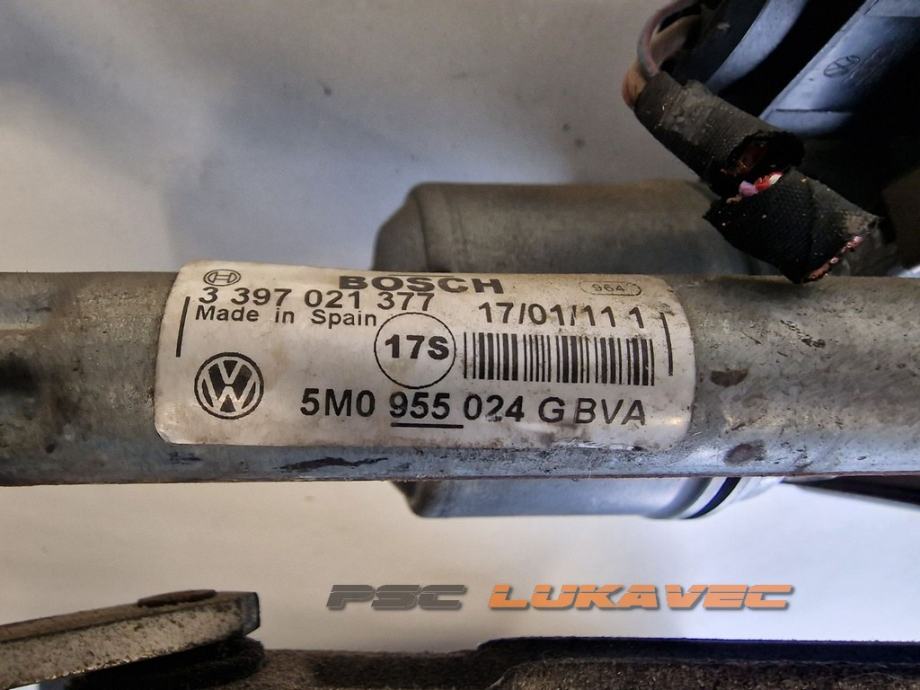 BOSCH
964
3 397 021 377
17/01/11 1
Made in Spain
17S
5M0 955 024 G BVA
PSC LUKAVEC